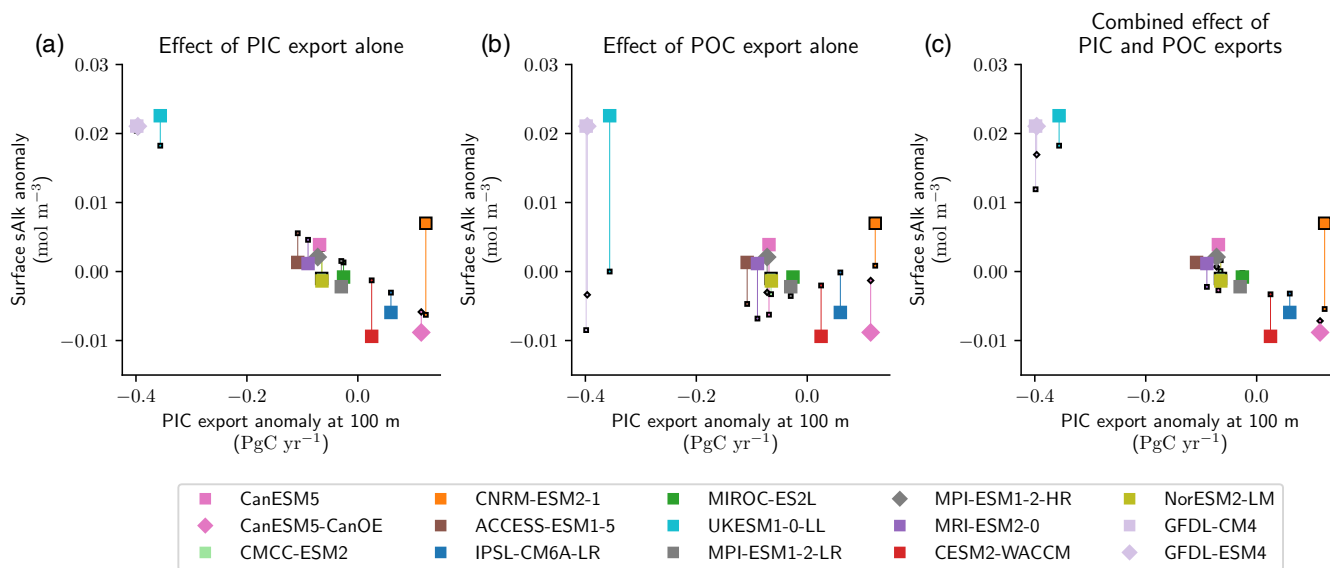 (a)
Effect of PIC export alone
0.03
0.02
0.01
0.00
−0.01
Surface sAlk anomaly
(mol m−3)
−0.4
−0.2
0.0
PIC export anomaly at 100 m
(PgC yr−1)
(b)
Effect of POC export alone
0.03
0.02
0.01
0.00
−0.01
Surface sAlk anomaly
(mol m−3)
−0.4
−0.2
0.0
PIC export anomaly at 100 m
(PgC yr−1)
(c)
Combined effect of
PIC and POC exports
0.03
0.02
0.01
0.00
−0.01
Surface sAlk anomaly
(mol m−3)
−0.4
−0.2
0.0
PIC export anomaly at 100 m
(PgC yr−1)
CanESM5
CanESM5-CanOE
CMCC-ESM2
CNRM-ESM2-1
ACCESS-ESM1-5
IPSL-CM6A-LR
MIROC-ES2L
UKESM1-0-LL
MPI-ESM1-2-LR
MPI-ESM1-2-HR
MRI-ESM2-0
CESM2-WACCM
NorESM2-LM
GFDL-CM4
GFDL-ESM4